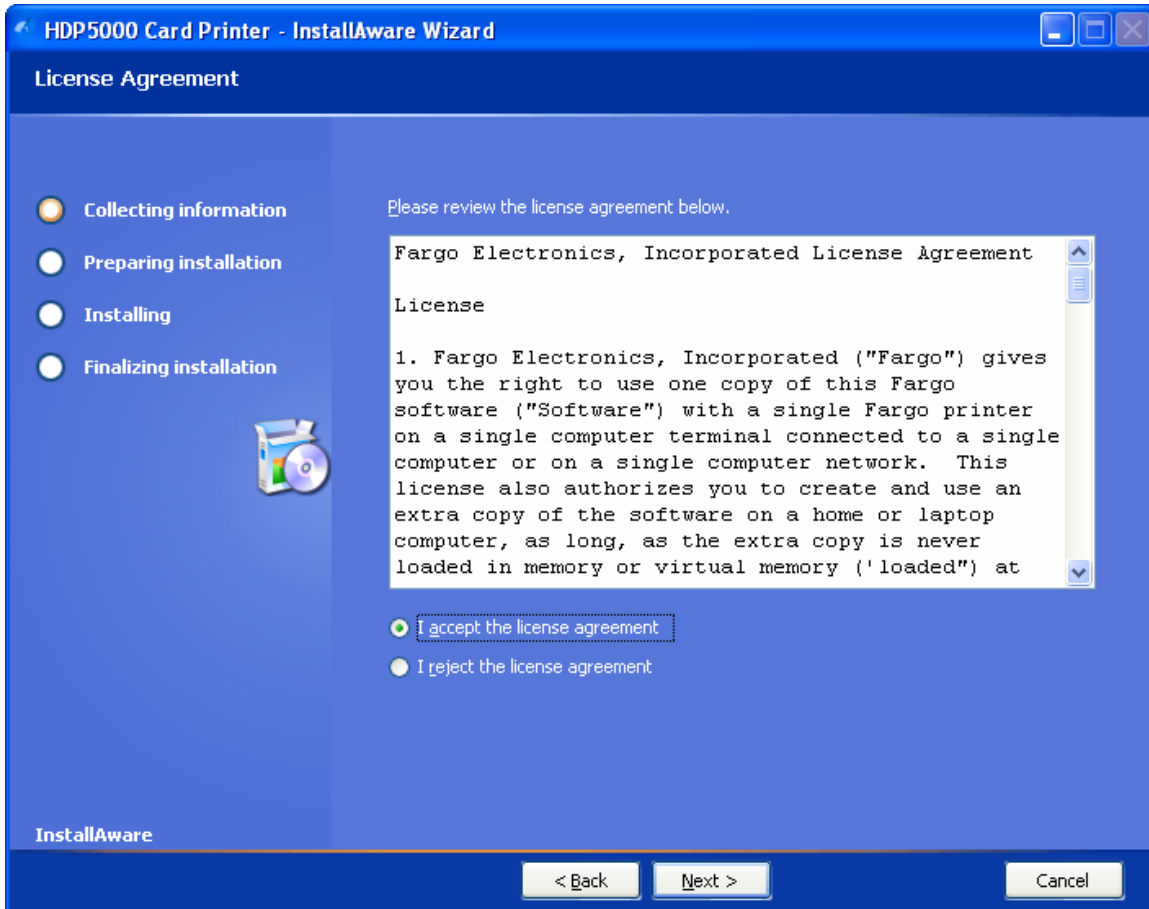 HDP5000 Card Printer - InstallAware Wizard
License Agreement
Collecting information
Preparing installation
Installing
Finalizing installation
Please review the license agreement below.
Fargo Electronics, Incorporated License Agreement
License
1. Fargo Electronics, Incorporated ("Fargo") gives
you the right to use one copy of this Fargo
software ("Software") with a single Fargo printer
on a single computer terminal connected to a single
computer or on a single computer network.  This
license also authorizes you to create and use an
extra copy of the software on a home or laptop
computer, as long, as the extra copy is never
loaded in memory or virtual memory ('loaded") at
I accept the license agreement
I reject the license agreement
InstallAware
< Back
Next >
Cancel